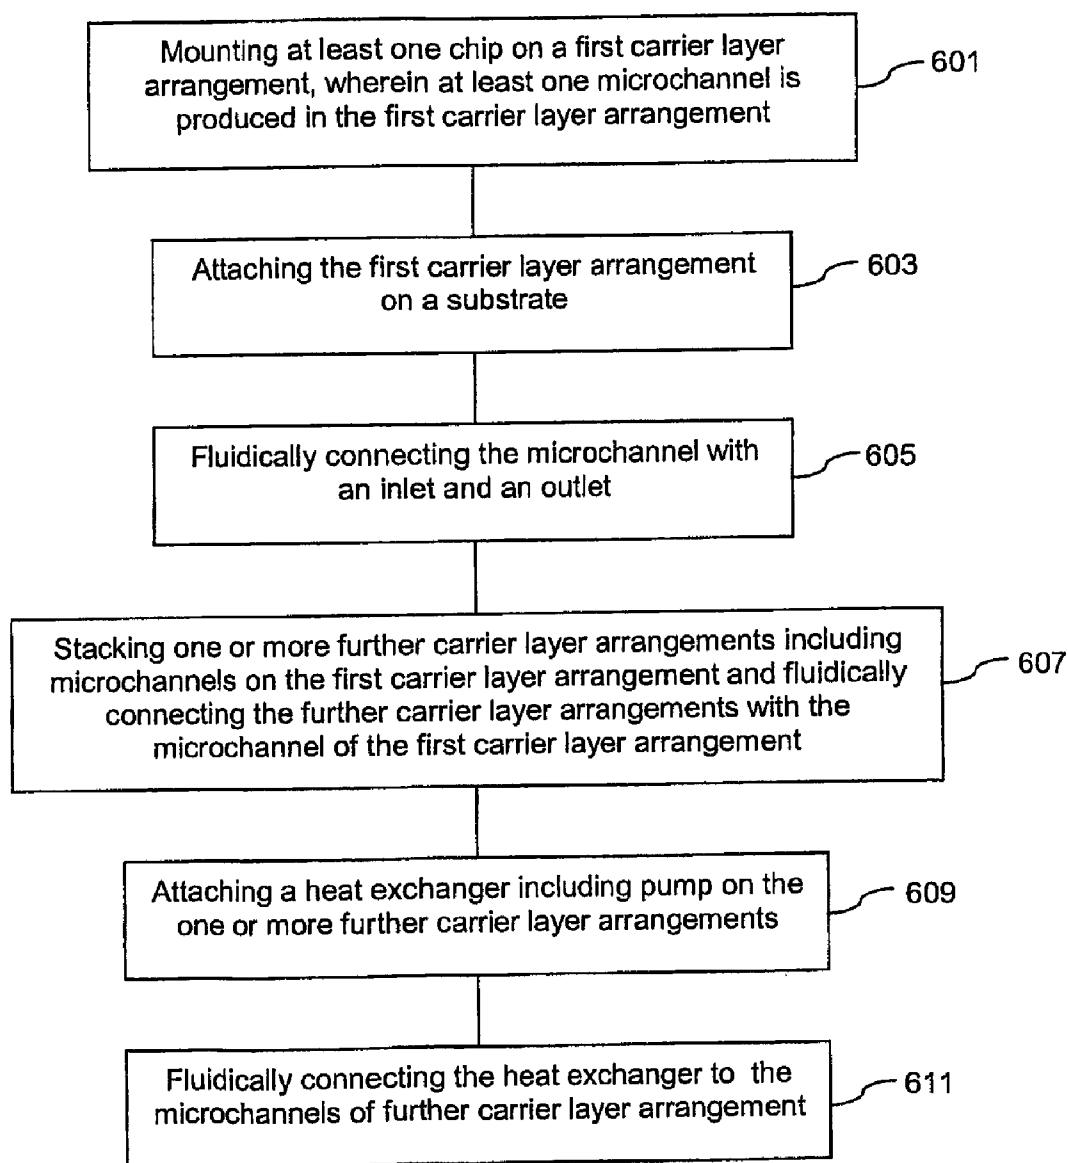 Mounting at least one chip on a first carrier layer
arrangement, wherein at least one microchannel is
produced in the first carrier layer arrangement
601
Attaching the first carrier layer arrangement
on a substrate
603
Fluidically connecting the microchannel with
an inlet and an outlet
605
Stacking one or more further carrier layer arrangements including
microchannels on the first carrier layer arrangement and fluidically
connecting the further carrier layer arrangements with the
microchannel of the first carrier layer arrangement
607
Attaching a heat exchanger including pump on the
one or more further carrier layer arrangements
609
Fluidically connecting the heat exchanger to the
microchannels of further carrier layer arrangement
611